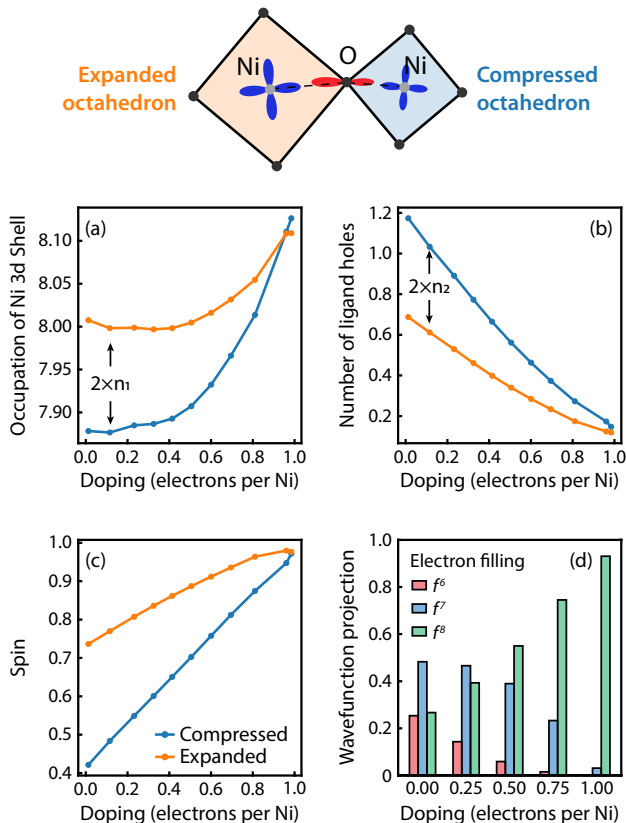 Expanded
octahedron
Ni
O
Ni
Compressed
octahedron
(a)
Occupation of Ni 3d Shell
8.10
8.05
8.00
7.95
7.90
2×n₁
0.0 0.2 0.4 0.6 0.8 1.0
Doping (electrons per Ni)
(b)
Number of ligand holes
1.2
1.0
0.8
0.6
0.4
0.2
2×n₂
0.0 0.2 0.4 0.6 0.8 1.0
Doping (electrons per Ni)
(c)
Spin
1.0
0.9
0.8
0.7
0.6
0.5
0.4
Compressed
Expanded
0.0 0.2 0.4 0.6 0.8 1.0
Doping (electrons per Ni)
(d)
Wavefunction projection
1.0
0.8
0.6
0.4
0.2
0.0
Electron filling
f⁶
f⁷
f⁸
0.00 0.25 0.50 0.75 1.00
Doping (electrons per Ni)